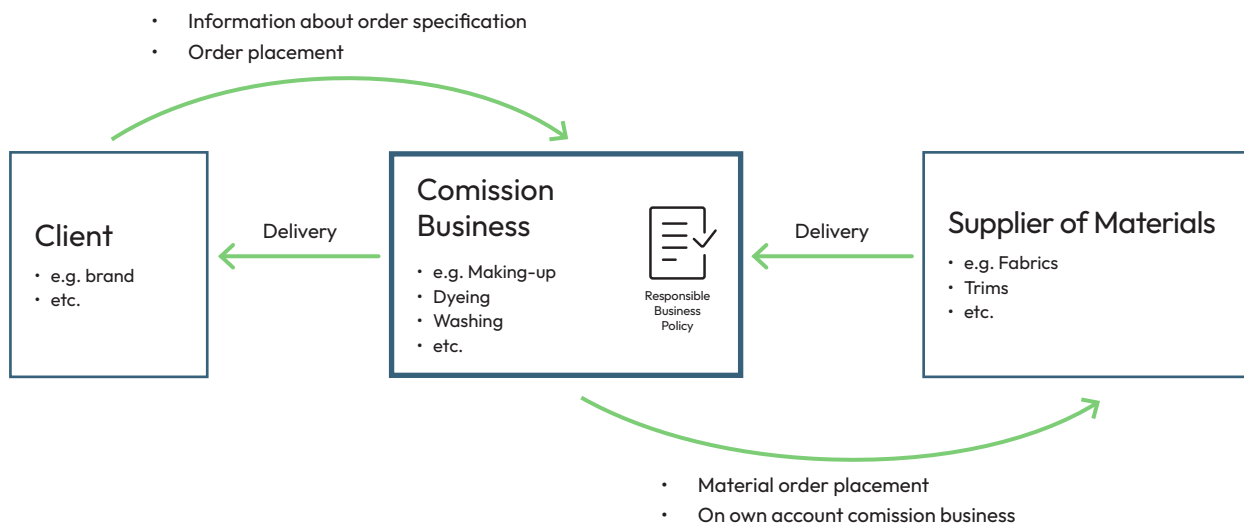 • Information about order specification
• Order placement
Client
• e.g. brand
• etc.
Delivery
Comission
Business
• e.g. Making-up
• Dyeing
• Washing
• etc.
Responsible
Business
Policy
Delivery
Supplier of Materials
• e.g. Fabrics
• Trims
• etc.
• Material order placement
• On own account comission business